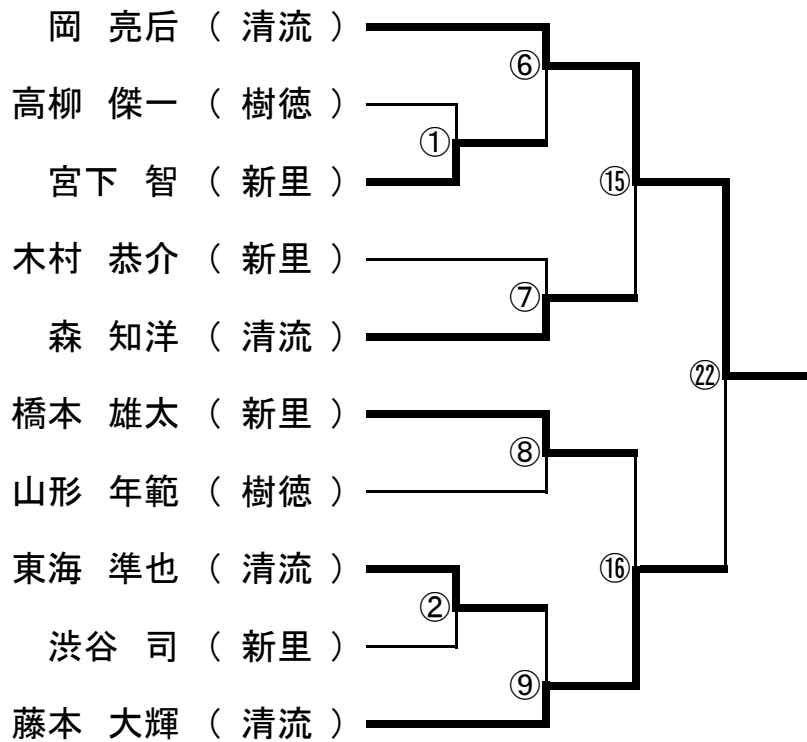 岡 亮后 ( 清流 )
⑥
高柳 傑一 ( 樹徳 )
①
宮下 智 ( 新里 )
⑮
木村 恭介 ( 新里 )
⑦
森 知洋 ( 清流 )
㉒
橋本 雄太 ( 新里 )
⑧
山形 年範 ( 樹徳 )
東海 準也 ( 清流 )
⑯
②
渋谷 司 ( 新里 )
⑨
藤本 大輝 ( 清流 )